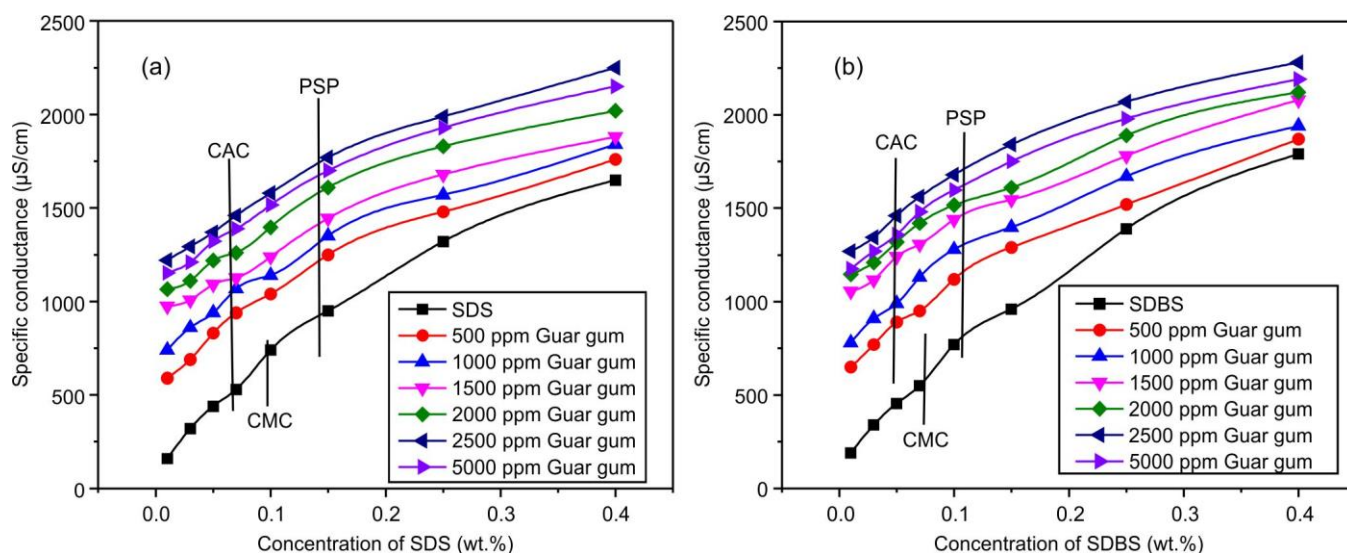 2500
2000
1500
1000
500
0
Specific conductance (μS/cm)
(a)
CAC
PSP
CMC
SDS
500 ppm Guar gum
1000 ppm Guar gum
1500 ppm Guar gum
2000 ppm Guar gum
2500 ppm Guar gum
5000 ppm Guar gum
0.0 0.1 0.2 0.3 0.4
Concentration of SDS (wt.%)
2500
2000
1500
1000
500
0
Specific conductance (μS/cm)
(b)
CAC
PSP
CMC
SDBS
500 ppm Guar gum
1000 ppm Guar gum
1500 ppm Guar gum
2000 ppm Guar gum
2500 ppm Guar gum
5000 ppm Guar gum
0.0 0.1 0.2 0.3 0.4
Concentration of SDBS (wt.%)